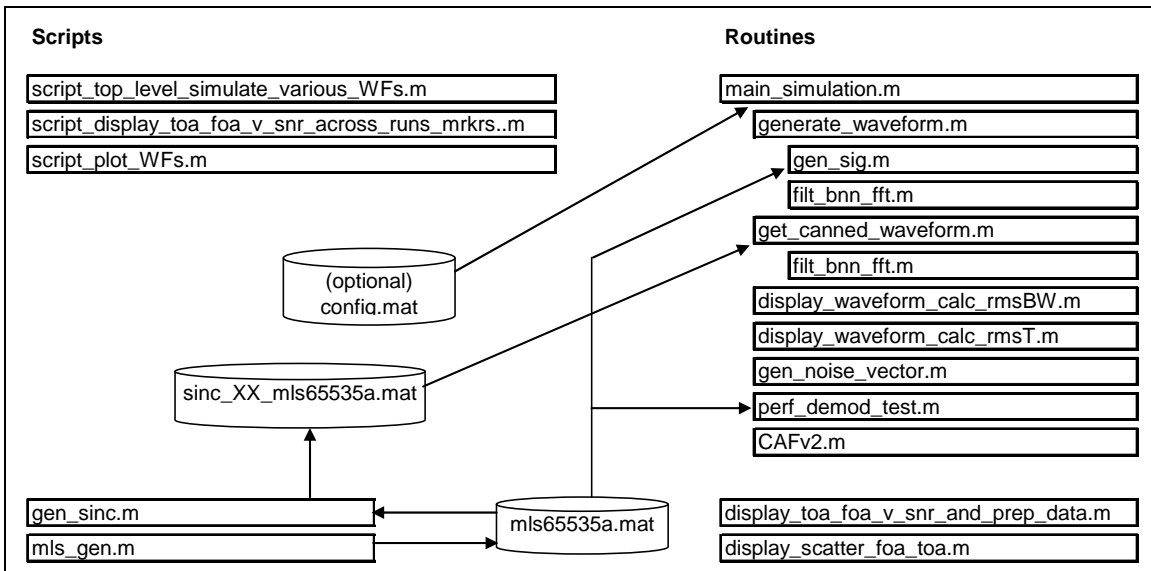 Scripts
Routines
script_top_level_simulate_various_WFs.m
script_display_toa_foa_v_snr_across_runs_mrkrs..m
script_plot_WFs.m
main_simulation.m
generate_waveform.m
gen_sig.m
filt_bnn_fft.m
get_canned_waveform.m
filt_bnn_fft.m
display_waveform_calc_rmsBW.m
display_waveform_calc_rmsT.m
gen_noise_vector.m
perf_demod_test.m
CAFv2.m
(optional)
config.mat
sinc_XX_mls65535a.mat
gen_sinc.m
mls_gen.m
mls65535a.mat
display_toa_foa_v_snr_and_prep_data.m
display_scatter_foa_toa.m